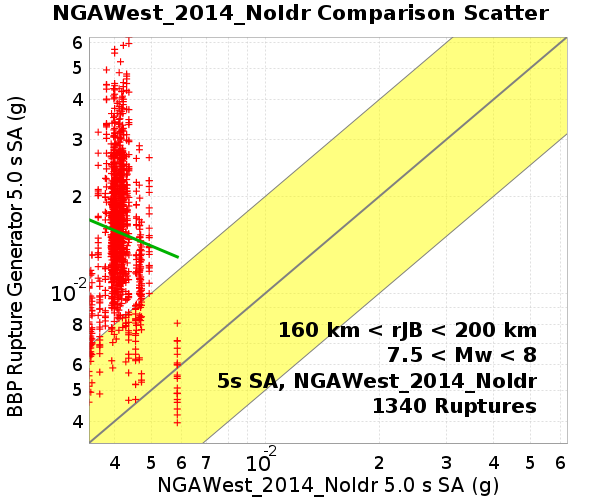 NGAWest_2014_NoIdr Comparison Scatter
BBP Rupture Generator 5.0 s SA (g)
6
5
4
3
2
10-2
8
6
5
4
160 km < rJB < 200 km
7.5 < Mw < 8
5s SA, NGAWest_2014_NoIdr
1340 Ruptures
4 5 6 7 10-2 2 3 4 5 6
NGAWest_2014_NoIdr 5.0 s SA (g)